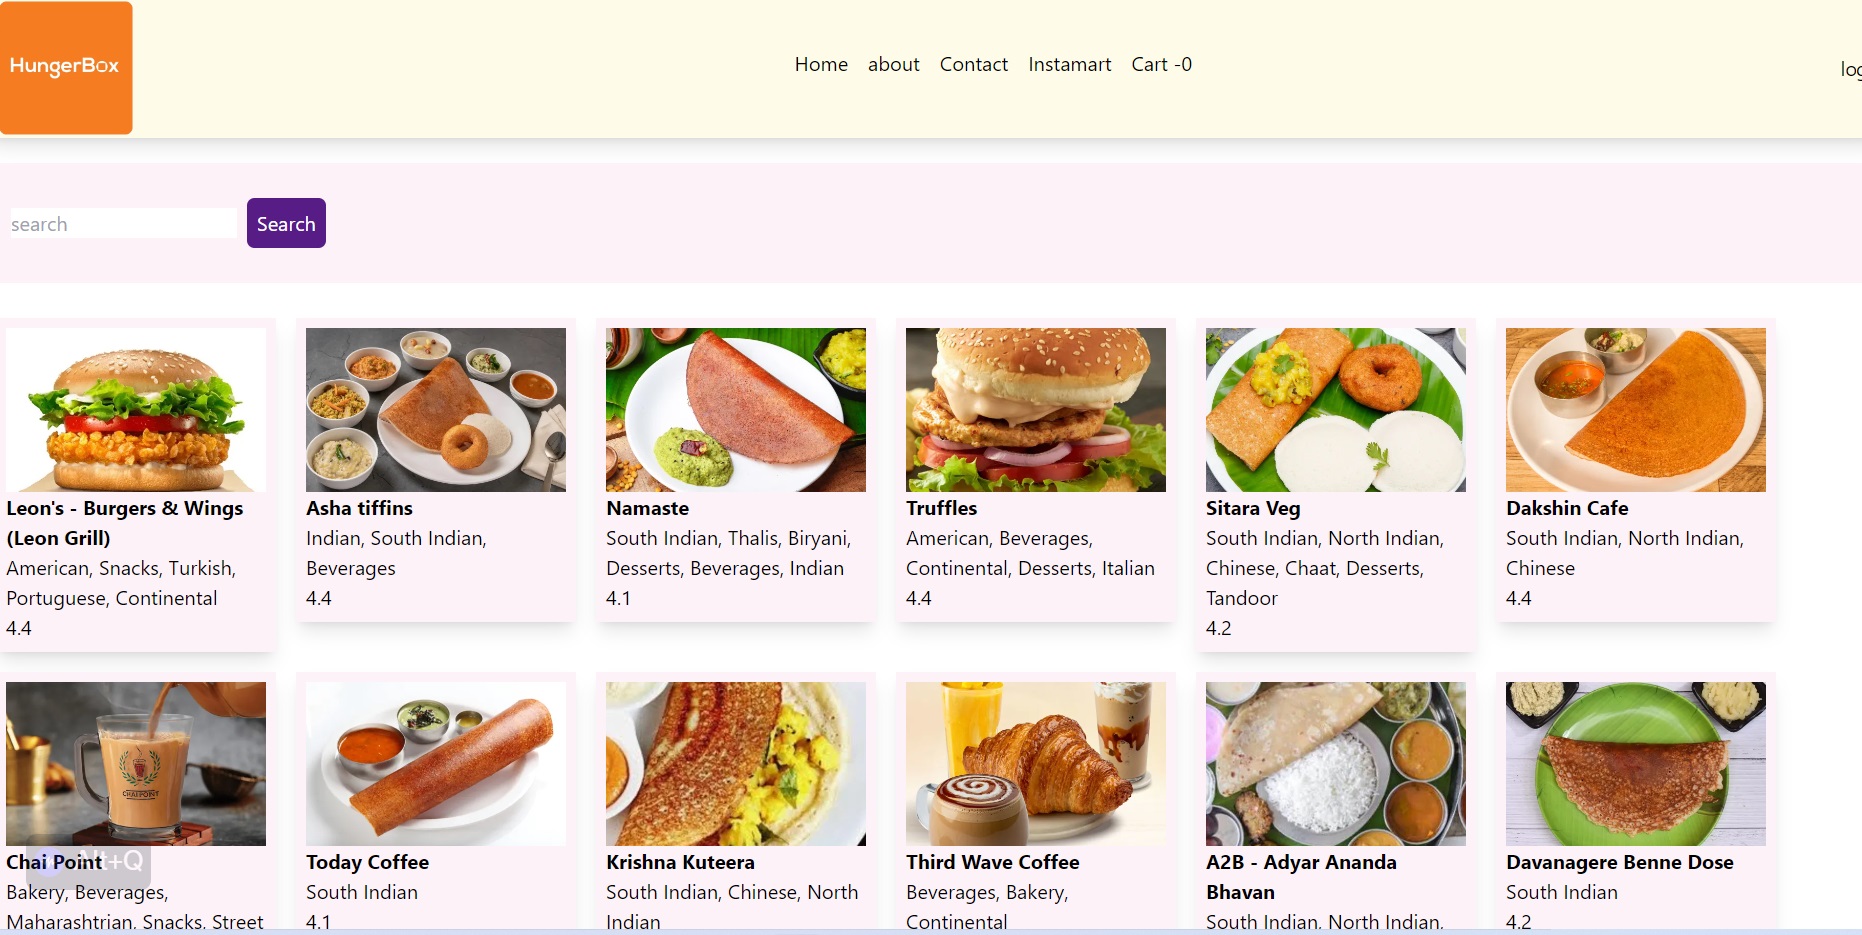 HungerBox
Home about Contact Instamart Cart -0
log
search
Search
Leon's - Burgers & Wings
(Leon Grill)
American, Snacks, Turkish,
Portuguese, Continental
4.4
Asha tiffins
Indian, South Indian,
Beverages
4.4
Namaste
South Indian, Thalis, Biryani,
Desserts, Beverages, Indian
4.1
Truffles
American, Beverages,
Continental, Desserts, Italian
4.4
Sitara Veg
South Indian, North Indian,
Chinese, Chaat, Desserts,
Tandoor
4.2
Dakshin Cafe
South Indian, North Indian,
Chinese
4.4
CHAI POINT
Chai Point
Alt+Q
Bakery, Beverages,
Maharashtrian, Snacks, Street
Today Coffee
South Indian
4.1
Krishna Kuteera
South Indian, Chinese, North
Indian
Third Wave Coffee
Beverages, Bakery,
Continental
A2B - Adyar Ananda
Bhavan
South Indian, North Indian,
Davanagere Benne Dose
South Indian
4.2